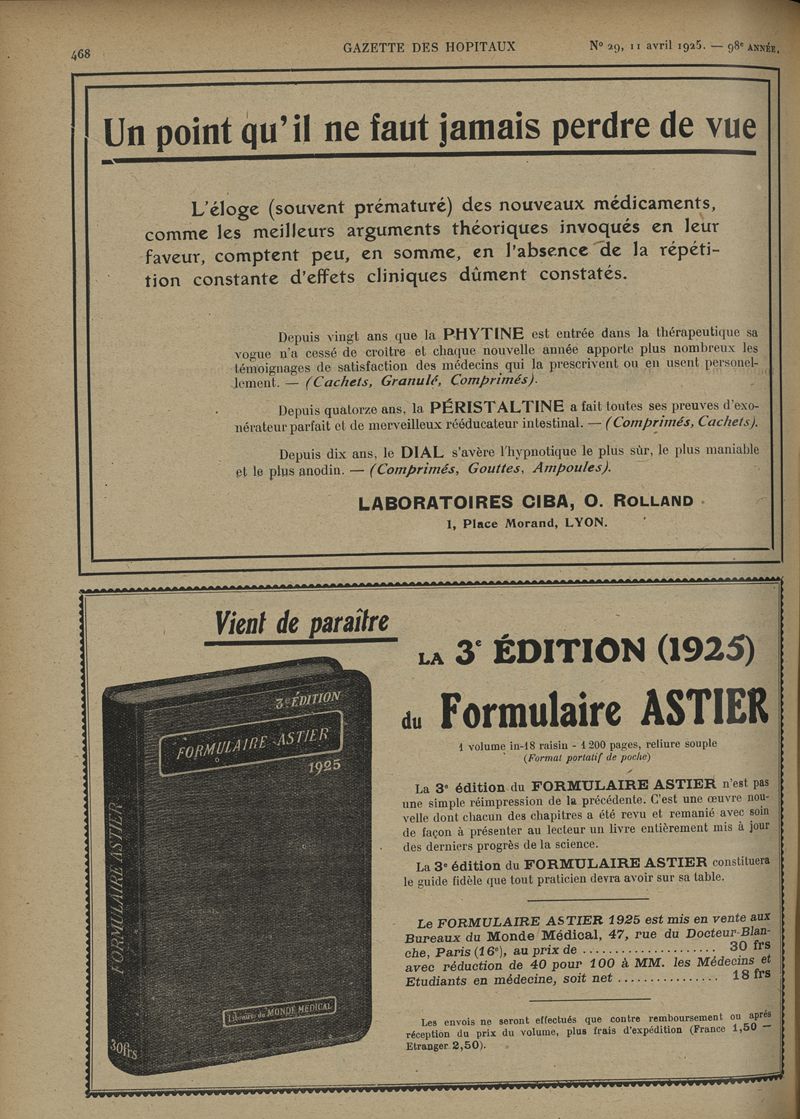 468
GAZETTE DES HOPITAUX
N° 29, 11 avril 1925. — 98e ANNÉE.
Un point qu'il ne faut jamais perdre de vue
L'éloge (souvent prématuré) des nouveaux médicaments,
comme les meilleurs arguments théoriques invoqués en leur
faveur, comptent peu, en somme, en l'absence de la répéti-
tion constante d'effets cliniques dûment constatés.
Depuis vingt ans que la PHYTINE est entrée dans la thérapeutique sa
vogue n'a cessé de croitre et chaque nouvelle année apporte plus nombreux les
témoignages de satisfaction des médecins qui la prescrivent ou en usent personel-
lement. — (Cachets, Granulé, Comprimés).
Depuis quatorze ans, la PÉRISTALTINE a fait toutes ses preuves d'exo-
nérateur parfait et de merveilleux rééducateur intestinal. — (Comprimés, Cachets).
Depuis dix ans, le DIAL s'avère l'hypnotique le plus sûr, le plus maniable
et le plus anodin. — (Comprimés, Gouttes, Ampoules).
LABORATOIRES CIBA, O. ROLLAND
1, Place Morand, LYON.
Vient de paraître
LA 3e ÉDITION (1925)
du Formulaire ASTIER
1 volume in-18 raisin - 1 200 pages, reliure souple
(Format portatif de poche)
La 3e édition du FORMULAIRE ASTIER n'est pas
une simple réimpression de la précédente. C'est une œuvre nou-
velle dont chacun des chapitres a été revu et remanié avec soin
de façon à présenter au lecteur un livre entièrement mis à jour
des derniers progrès de la science.
La 3e édition du FORMULAIRE ASTIER constituera
le guide fidèle que tout praticien devra avoir sur sa table.
Le FORMULAIRE ASTIER 1925 est mis en vente aux
Bureaux du Monde Médical, 47, rue du Docteur-Blan-
che, Paris (16e), au prix de .................... 30 frs
avec réduction de 40 pour 100 à MM. les Médecins et
Etudiants en médecine, soit net ................ 18 frs
Les envois ne seront effectués que contre remboursement ou après
réception du prix du volume, plus frais d'expédition (France 1,50 —
Etranger 2,50).
3e ÉDITION
FORMULAIRE ASTIER
1925
FORMULAIRE ASTIER
Librairie du MONDE MÉDICAL
30frs